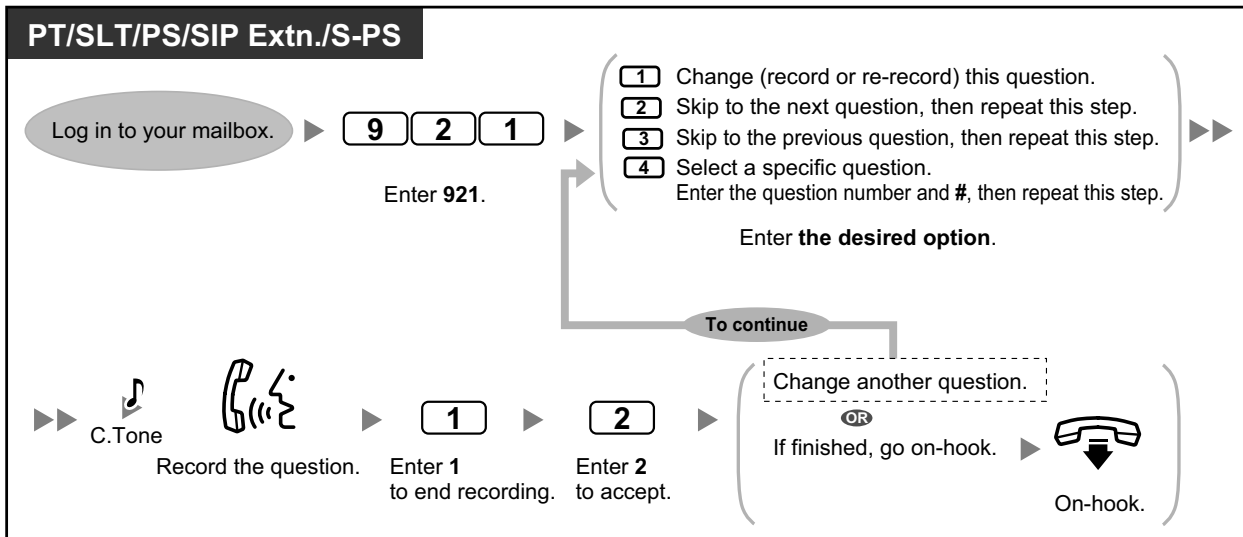 PT/SLT/PS/SIP Extn./S-PS
Log in to your mailbox.
9 2 1
Enter 921.
1 Change (record or re-record) this question.
2 Skip to the next question, then repeat this step.
3 Skip to the previous question, then repeat this step.
4 Select a specific question.
Enter the question number and #, then repeat this step.
Enter the desired option.
To continue
C.Tone
Record the question.
1
Enter 1
to end recording.
2
Enter 2
to accept.
Change another question.
OR
If finished, go on-hook.
On-hook.